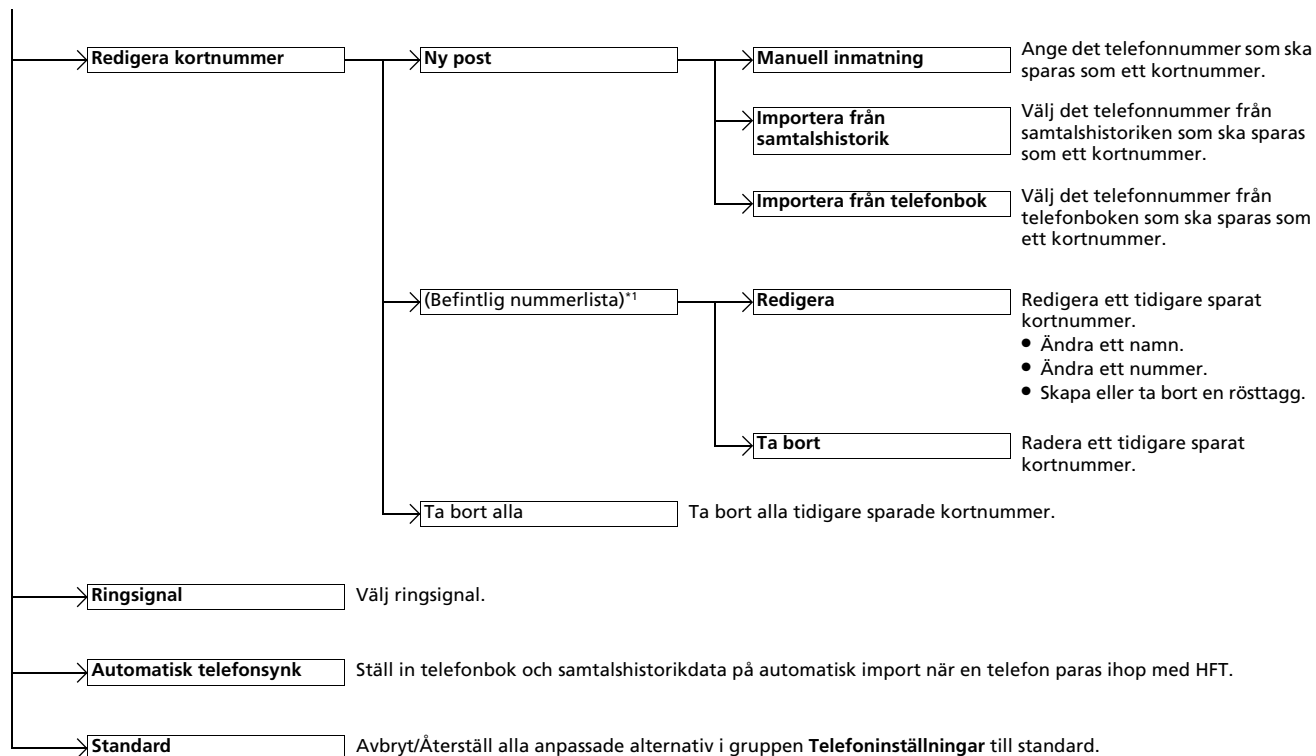 Redigera kortnummer
Ny post
Manuell inmatning
Ange det telefonnummer som ska
sparas som ett kortnummer.
Importera från
samtalshistorik
Välj det telefonnummer från
samtalshistoriken som ska sparas
som ett kortnummer.
Importera från telefonbok
Välj det telefonnummer från
telefonboken som ska sparas som
ett kortnummer.
(Befintlig nummerlista)*1
Redigera
Redigera ett tidigare sparat
kortnummer.
● Ändra ett namn.
● Ändra ett nummer.
● Skapa eller ta bort en rösttagg.
Ta bort
Radera ett tidigare sparat
kortnummer.
Ta bort alla
Ta bort alla tidigare sparade kortnummer.
Ringsignal
Välj ringsignal.
Automatisk telefonsynk
Ställ in telefonbok och samtalshistorikdata på automatisk import när en telefon paras ihop med HFT.
Standard
Avbryt/Återställ alla anpassade alternativ i gruppen Telefoninställningar till standard.